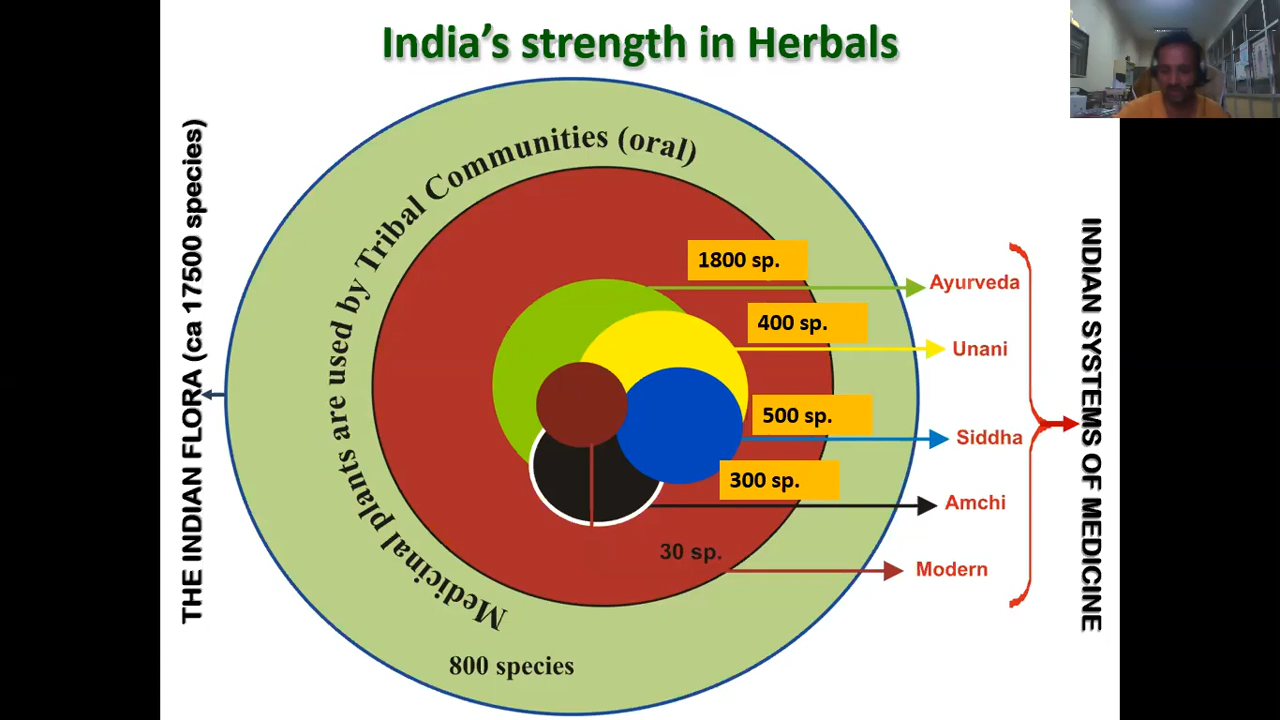 India's strength in Herbals
THE INDIAN FLORA (ca 17500 species)
Medicinal plants are used by Tribal Communities (oral)
1800 sp.
Ayurveda
400 sp.
Unani
500 sp.
Siddha
300 sp.
Amchi
30 sp.
Modern
800 species
INDIAN SYSTEMS OF MEDICINE